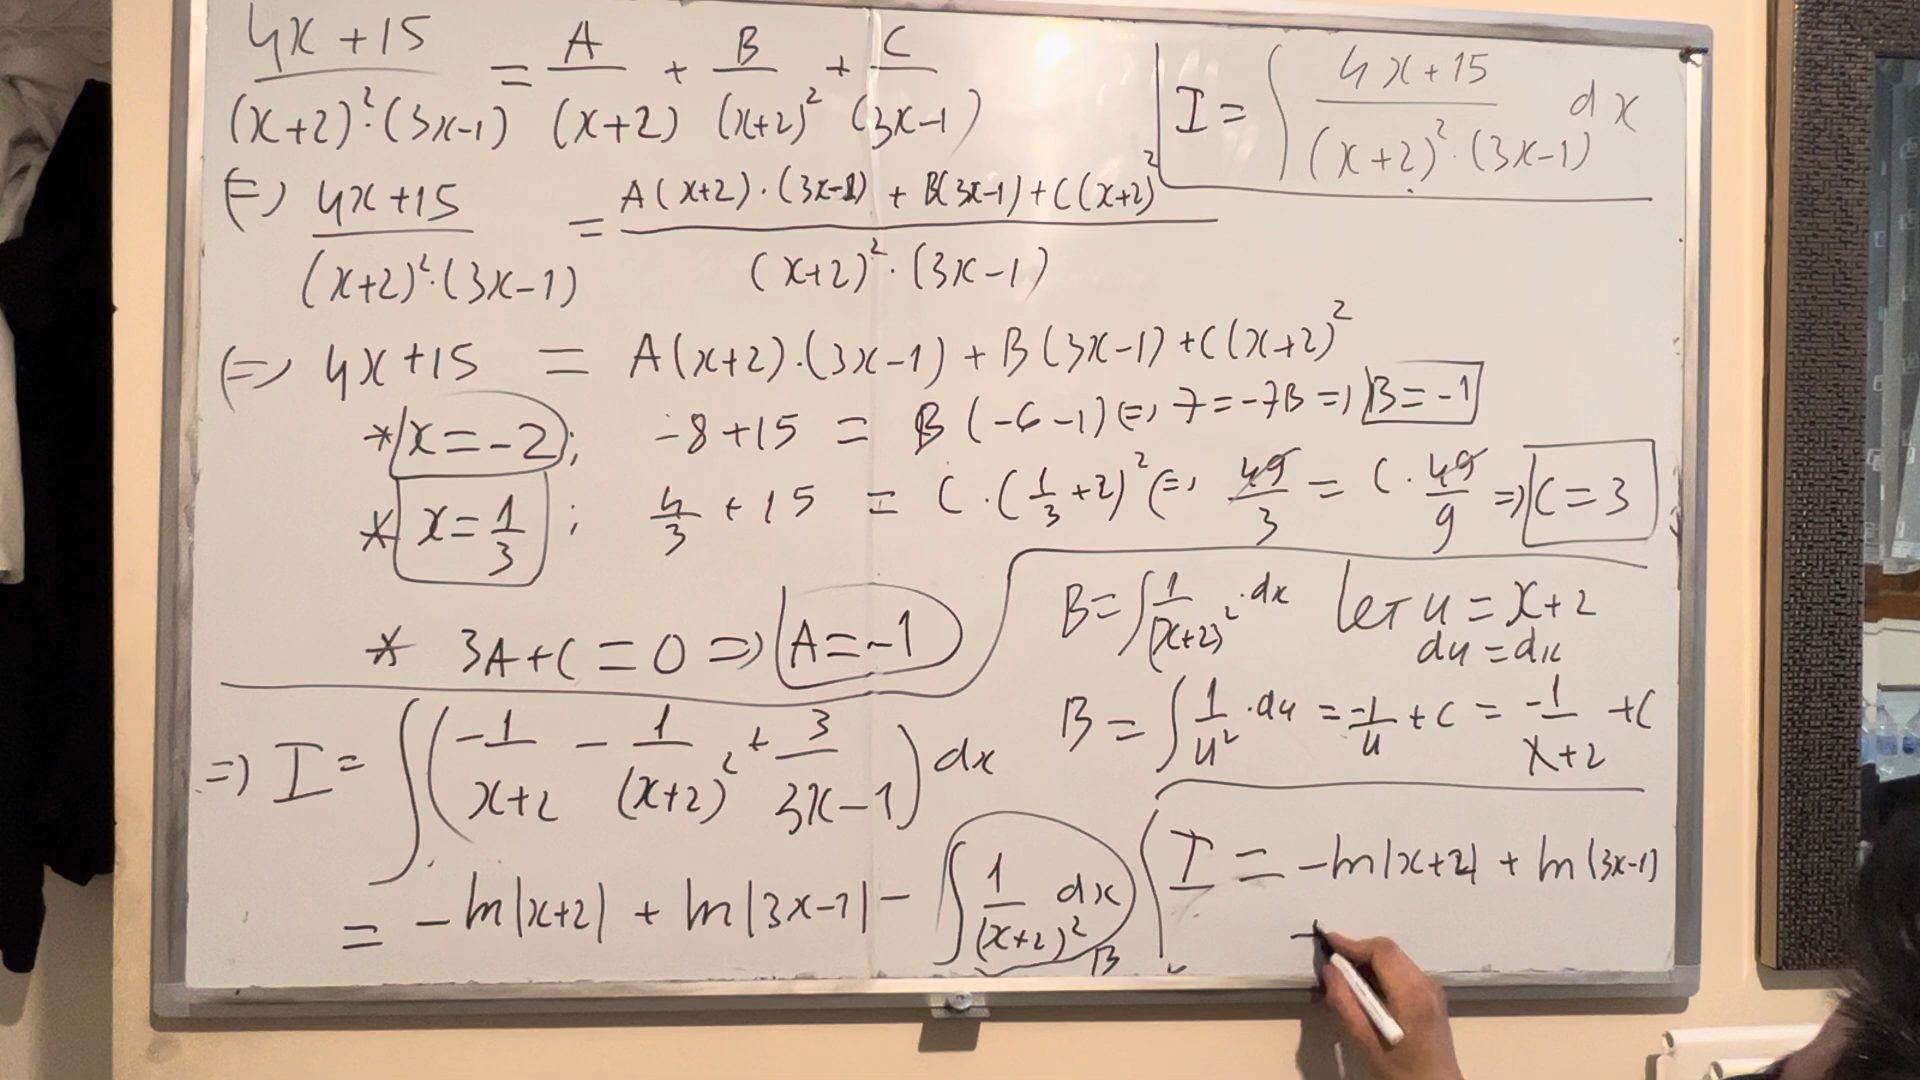 (4x+15)/((x+2)²·(3x-1)) = A/(x+2) + B/(x+2)² + C/(3x-1)
I = ∫ (4x+15)/((x+2)²·(3x-1)) dx
(=) (4x+15)/((x+2)²·(3x-1)) = (A(x+2)·(3x-1) + B(3x-1) + C(x+2)²)/((x+2)²·(3x-1))
(=) 4x+15 = A(x+2)·(3x-1) + B(3x-1) + C(x+2)²
* x=-2; -8+15 = B(-6-1) (=) 7=-7B => B=-1
* x=1/3; 4/3 + 15 = C·(1/3+2)² (=) 49/3 = C·49/9 => C=3
* 3A+C=0 => A=-1
=> I = ∫(-1/(x+2) - 1/(x+2)² + 3/(3x-1)) dx
= -ln|x+2| + ln|3x-1| - ∫ 1/(x+2)² dx
B
B = ∫ 1/(x+2)² ·dx let u = x+2
du = dx
B = ∫ 1/u² ·du = -1/u + C = -1/(x+2) + C
I = -ln|x+2| + ln|3x-1|